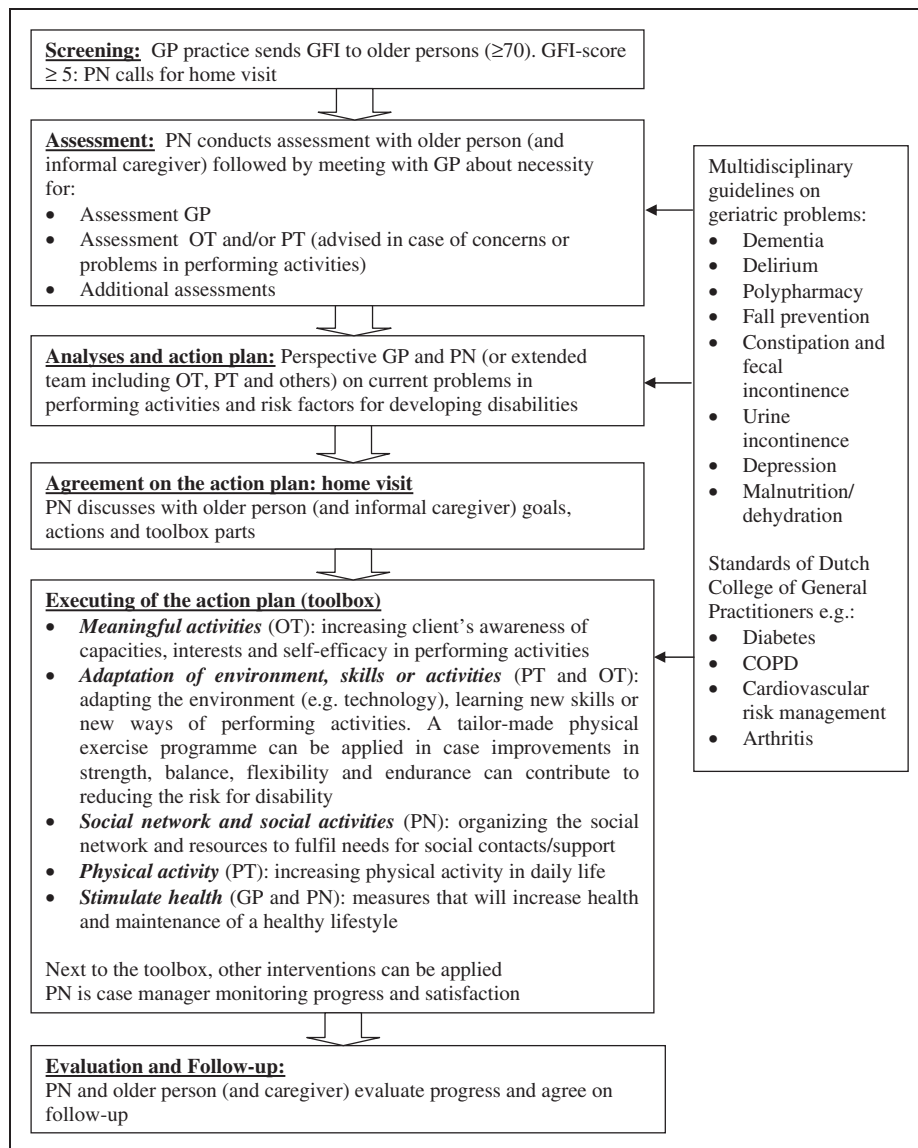 Screening: GP practice sends GFI to older persons (≥70). GFI-score
≥ 5: PN calls for home visit
Assessment: PN conducts assessment with older person (and
informal caregiver) followed by meeting with GP about necessity
for:
• Assessment GP
• Assessment OT and/or PT (advised in case of concerns or
problems in performing activities)
• Additional assessments
Analyses and action plan: Perspective GP and PN (or extended
team including OT, PT and others) on current problems in
performing activities and risk factors for developing disabilities
Agreement on the action plan: home visit
PN discusses with older person (and informal caregiver) goals,
actions and toolbox parts
Executing of the action plan (toolbox)
• Meaningful activities (OT): increasing client's awareness of
capacities, interests and self-efficacy in performing activities
• Adaptation of environment, skills or activities (PT and OT):
adapting the environment (e.g. technology), learning new skills or
new ways of performing activities. A tailor-made physical
exercise programme can be applied in case improvements in
strength, balance, flexibility and endurance can contribute to
reducing the risk for disability
• Social network and social activities (PN): organizing the social
network and resources to fulfil needs for social contacts/support
• Physical activity (PT): increasing physical activity in daily life
• Stimulate health (GP and PN): measures that will increase health
and maintenance of a healthy lifestyle
Next to the toolbox, other interventions can be applied
PN is case manager monitoring progress and satisfaction
Evaluation and Follow-up:
PN and older person (and caregiver) evaluate progress and agree on
follow-up
Multidisciplinary
guidelines on
geriatric problems:
• Dementia
• Delirium
• Polypharmacy
• Fall prevention
• Constipation and
fecal
incontinence
• Urine
incontinence
• Depression
• Malnutrition/
dehydration
Standards of Dutch
College of General
Practitioners e.g.:
• Diabetes
• COPD
• Cardiovascular
risk management
• Arthritis